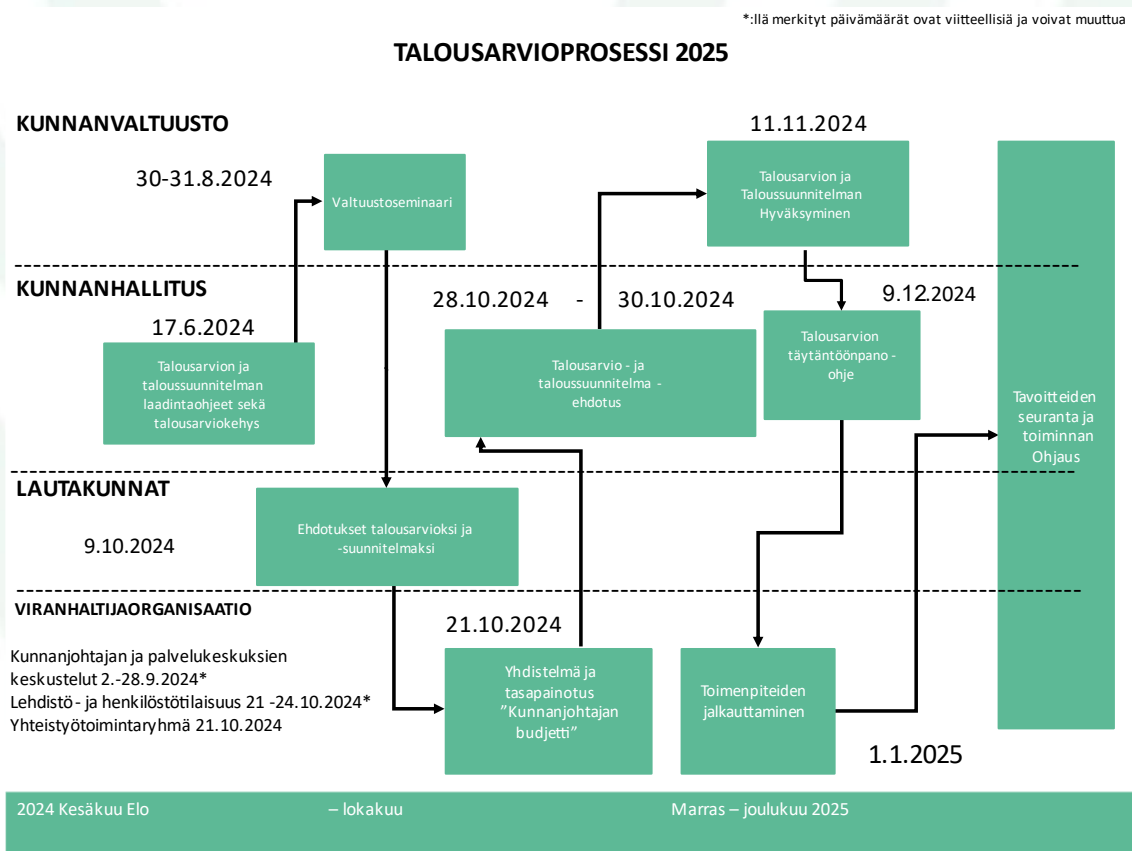 *:llä merkityt päivämäärät ovat viitteellisiä ja voivat muuttua
TALOUSARVIOPROSESSI 2025
KUNNANVALTUUSTO
11.11.2024
30-31.8.2024
Valtuustoseminaari
Talousarvion ja
Taloussuunnitelman
Hyväksyminen
KUNNANHALLITUS
28.10.2024 - 30.10.2024
9.12.2024
17.6.2024
Talousarvion ja
taloussuunnitelman
laadintaohjeet sekä
talousarviokehys
Talousarvio - ja
taloussuunnitelma -
ehdotus
Talousarvion
täytäntöönpano -
ohje
Tavoitteiden
seuranta ja
toiminnan
Ohjaus
LAUTAKUNNAT
9.10.2024
Ehdotukset talousarvioksi ja
-suunnitelmaksi
VIRANHALTIJAORGANISAATIO
21.10.2024
Kunnanjohtajan ja palvelukeskuksien
keskustelut 2.-28.9.2024*
Lehdistö - ja henkilöstötilaisuus 21 -24.10.2024*
Yhteistyötoimintaryhmä 21.10.2024
Yhdistelmä ja
tasapainotus
”Kunnanjohtajan
budjetti”
Toimenpiteiden
jalkauttaminen
1.1.2025
2024 Kesäkuu Elo – lokakuu Marras – joulukuu 2025